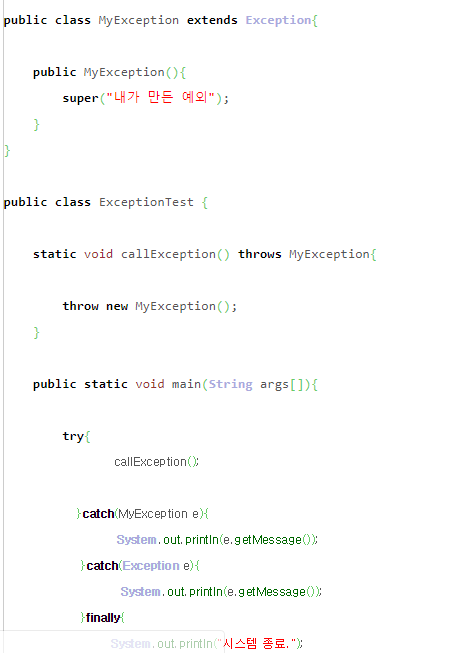 public class MyException extends Exception{
public MyException(){
super("내가 만든 예외");
}
}
public class ExceptionTest {
static void callException() throws MyException{
throw new MyException();
}
public static void main(String args[]){
try{
callException();
}catch(MyException e){
System.out.println(e.getMessage());
}catch(Exception e){
System.out.println(e.getMessage());
}finally{
System.out.println("시스템 종료.");